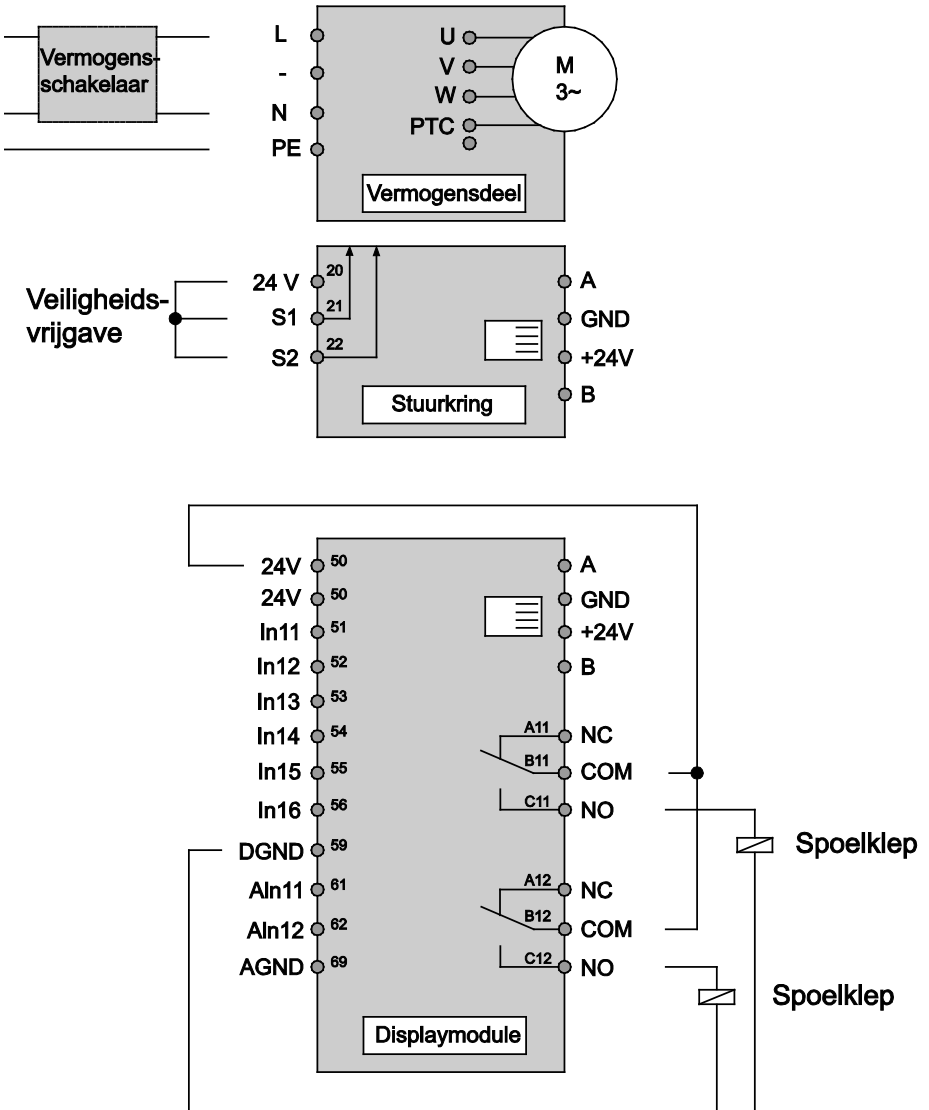 Vermogens-
schakelaar
L
-
N
PE
U
V
W
PTC
M
3~
Vermogensdeel
Veiligheids-
vrijgave
24 V 20
S1 21
S2 22
A
GND
+24V
B
Stuurkring
24V 50
24V 50
In11 51
In12 52
In13 53
In14 54
In15 55
In16 56
DGND 59
AIn11 61
AIn12 62
AGND 69
A
GND
+24V
B
A11 NC
B11 COM
C11 NO
A12 NC
B12 COM
C12 NO
Spoelklep
Spoelklep
Displaymodule